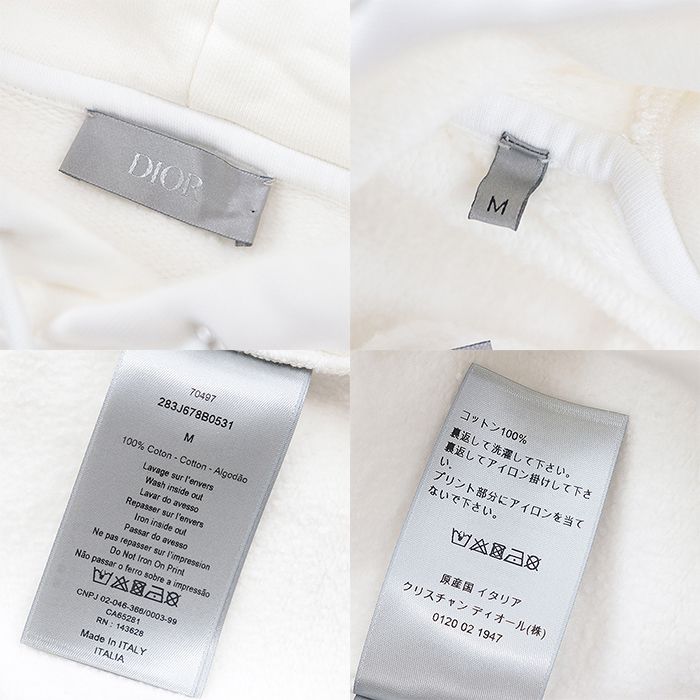 DIOR
M
70497
283J678B0531
M
100% Coton - Cotton - Algodão
Lavage sur l'envers
Wash inside out
Lavar do avesso
Repasser sur l'envers
Iron inside out
Passar do avesso
Ne pas repasser sur l'impression
Do Not Iron On Print
Não passar o ferro sobre a impressão
CNPJ 02-046-368/0003-99
CA65281
RN : 143628
Made in ITALY
ITALIA
コットン100%
裏返して洗濯して下さい。
裏返してアイロン掛けして下さ
い.
プリント部分にアイロンを当て
ないで下さい。
原産国 イタリア
クリスチャン ディオール(株)
0120 02 1947